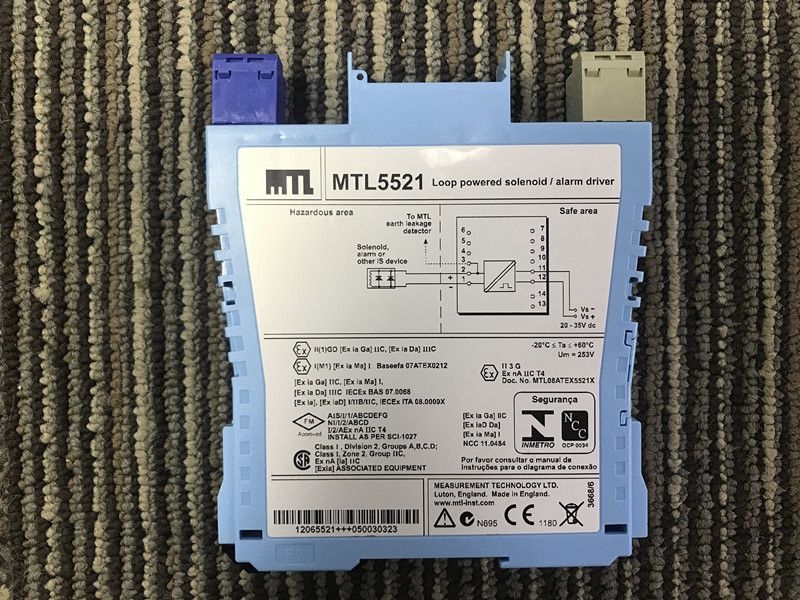 MTL
MTL5521 Loop powered solenoid / alarm driver
Hazardous area
Safe area
To MTL
earth leakage
detector
Solenoid,
alarm or
other IS device
6
5
4
3
2
1
+
-
7
8
9
10
11
12
14
13
Vs -
Vs +
20 - 35V dc
II(1)GD [Ex ia Ga] IIC, [Ex ia Da] IIIC
I(M1) [Ex ia Ma] I Baseefa 07ATEX0212
[Ex ia Ga] IIC, [Ex ia Ma] I,
[Ex ia Da] IIIC IECEx BAS 07.0068
[Ex ia], [Ex iaD] I/IIB/IIC, IECEx ITA 08.0009X
-20°C ≤ Ta ≤ +60°C
Um = 253V
II 3 G
Ex nA IIC T4
Doc. No. MTL08ATEX5521X
FM
Approved
AIS/I/1/ABCDEFG
NI/I/2/ABCD
I/2/AEx nA IIC T4
INSTALL AS PER SCI-1027
Class I , Division 2, Groups A,B,C,D;
Class I, Zone 2, Group IIC,
Ex nA [ia] IIC
[Exia] ASSOCIATED EQUIPMENT
[Ex ia Ga] IIC
[Ex iaD Da]
[Ex ia Ma] I
NCC 11.0484
Segurança
INMETRO
NCC
OCP 0034
Por favor consultar o manual de
instruções para o diagrama de conexão
12065521+++050030323
MEASUREMENT TECHNOLOGY LTD.
Luton, England. Made in England.
www.mtl-inst.com
N695
CE
1180
3668/6